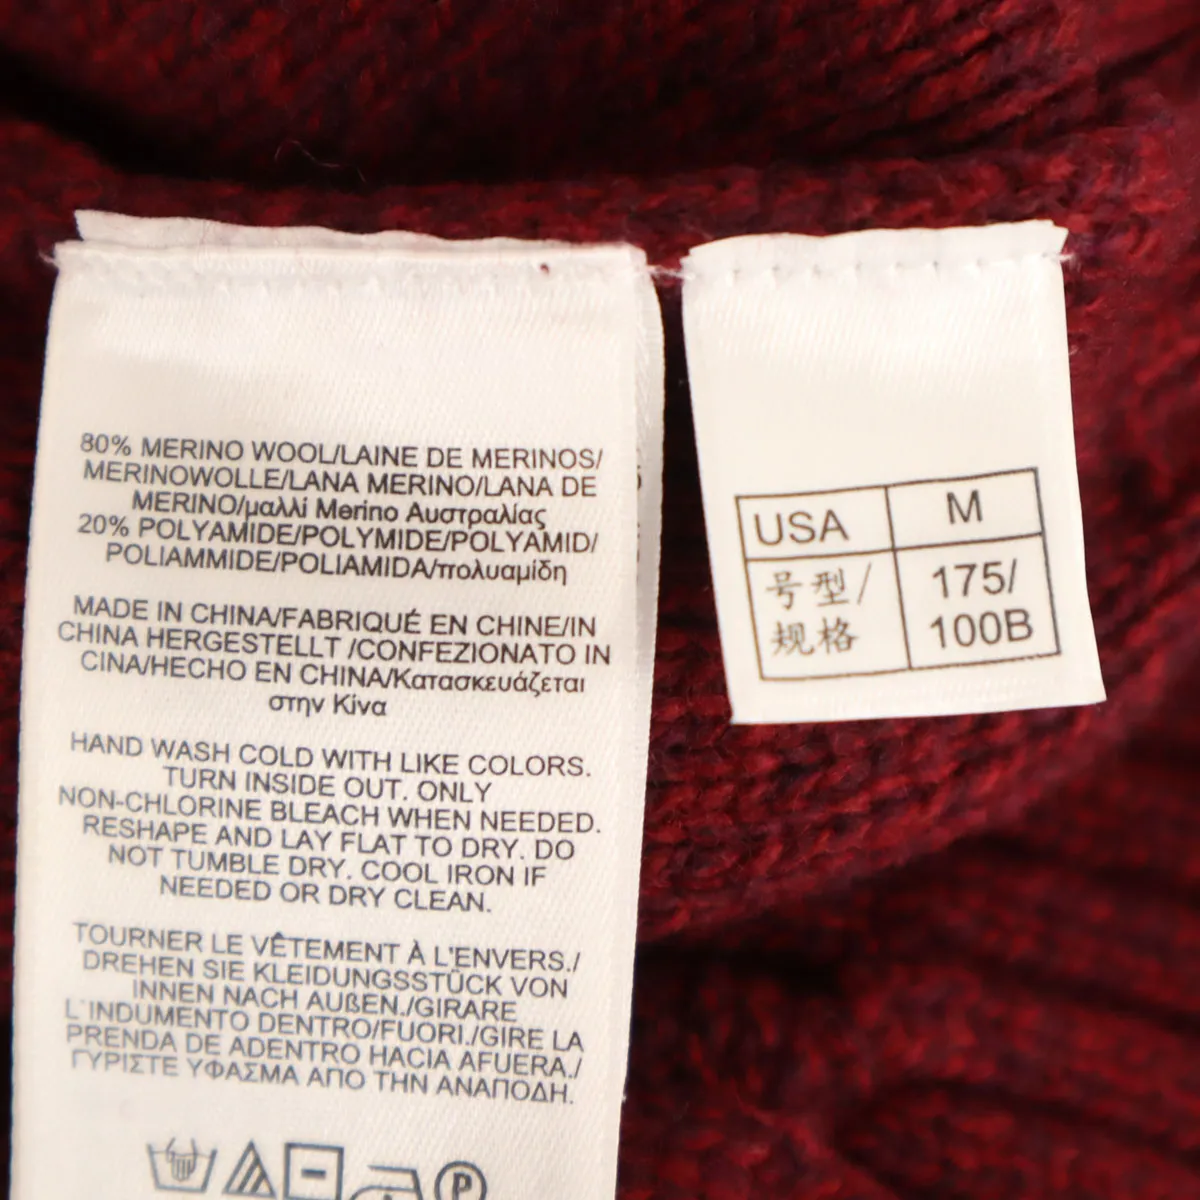 80% MERINO WOOL/LAINE DE MERINOS/
MERINOWOLLE/LANA MERINO/LANA DE
MERINO/μαλλί Merino Αυστραλίας
20% POLYAMIDE/POLYMIDE/POLYAMID/
POLIAMMIDE/POLIAMIDA/πολυαμίδη
MADE IN CHINA/FABRIQUÉ EN CHINE/IN
CHINA HERGESTELLT /CONFEZIONATO IN
CINA/HECHO EN CHINA/Κατασκευάζεται
στην Κίνα
HAND WASH COLD WITH LIKE COLORS.
TURN INSIDE OUT. ONLY
NON-CHLORINE BLEACH WHEN NEEDED.
RESHAPE AND LAY FLAT TO DRY. DO
NOT TUMBLE DRY. COOL IRON IF
NEEDED OR DRY CLEAN.
TOURNER LE VÊTEMENT À L'ENVERS./
DREHEN SIE KLEIDUNGSSTÜCK VON
INNEN NACH AUßEN./GIRARE
L'INDUMENTO DENTRO/FUORI./GIRE LA
PRENDA DE ADENTRO HACIA AFUERA./
ΓΥΡΙΣΤΕ ΥΦΑΣΜΑ ΑΠΟ ΤΗΝ ΑΝΑΠΟΔΗ.
P
USA M
号型/ 175/
规格 100B